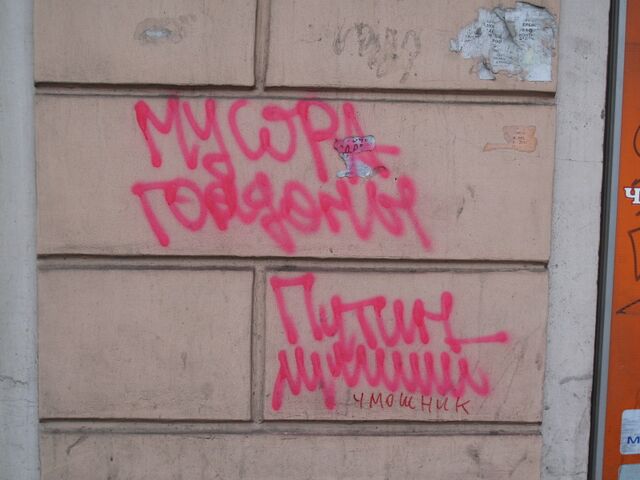 МУСОРА
Путин
лучший
чмошник